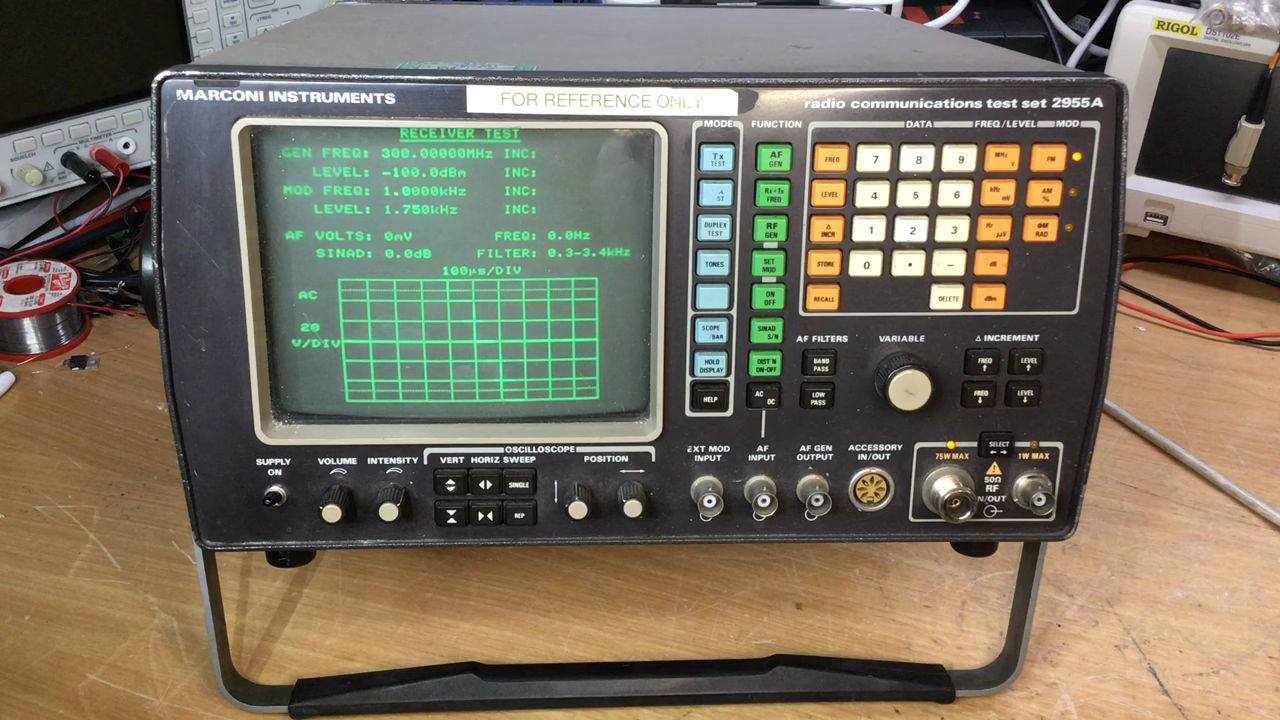 RIGOL DS1102E
DIGITAL OSCILLOSCOPE
MARCONI INSTRUMENTS
FOR REFERENCE ONLY
radio communications test set 2955A
RECEIVER TEST
GEN FREQ: 300.00000MHz INC:
LEVEL: -100.0dBm INC:
MOD FREQ: 1.0000kHz INC:
LEVEL: 1.750kHz INC:
AF VOLTS: 0mV FREQ: 0.0Hz
SINAD: 0.0dB FILTER: 0.3-3.4kHz
100µs/DIV
AC
20
V/DIV
MODE FUNCTION DATA FREQ/LEVEL MOD
Tx TEST
AF GEN
FREQ 7 8 9 MHz V FM
ST
Rx=Tx FREQ
LEVEL 4 5 6 kHz mV AM %
DUPLEX TEST
RF GEN
Δ INCR 1 2 3 Hz µV ΦM RAD
TONES
SET MOD
STORE 0 • − dB
ON OFF
RECALL DELETE dBm
SCOPE /BAR
SINAD S/N
HOLD DISPLAY
DIST'N ON-OFF
HELP
AC DC
AF FILTERS
BAND PASS
LOW PASS
VARIABLE
Δ INCREMENT
FREQ ↑ LEVEL ↑
FREQ ↓ LEVEL ↓
SUPPLY ON
VOLUME INTENSITY
OSCILLOSCOPE
VERT HORIZ SWEEP POSITION
SINGLE
REP
EXT MOD INPUT
AF INPUT
AF GEN OUTPUT
ACCESSORY IN/OUT
SELECT
75W MAX 1W MAX
50Ω
RF
N/OUT